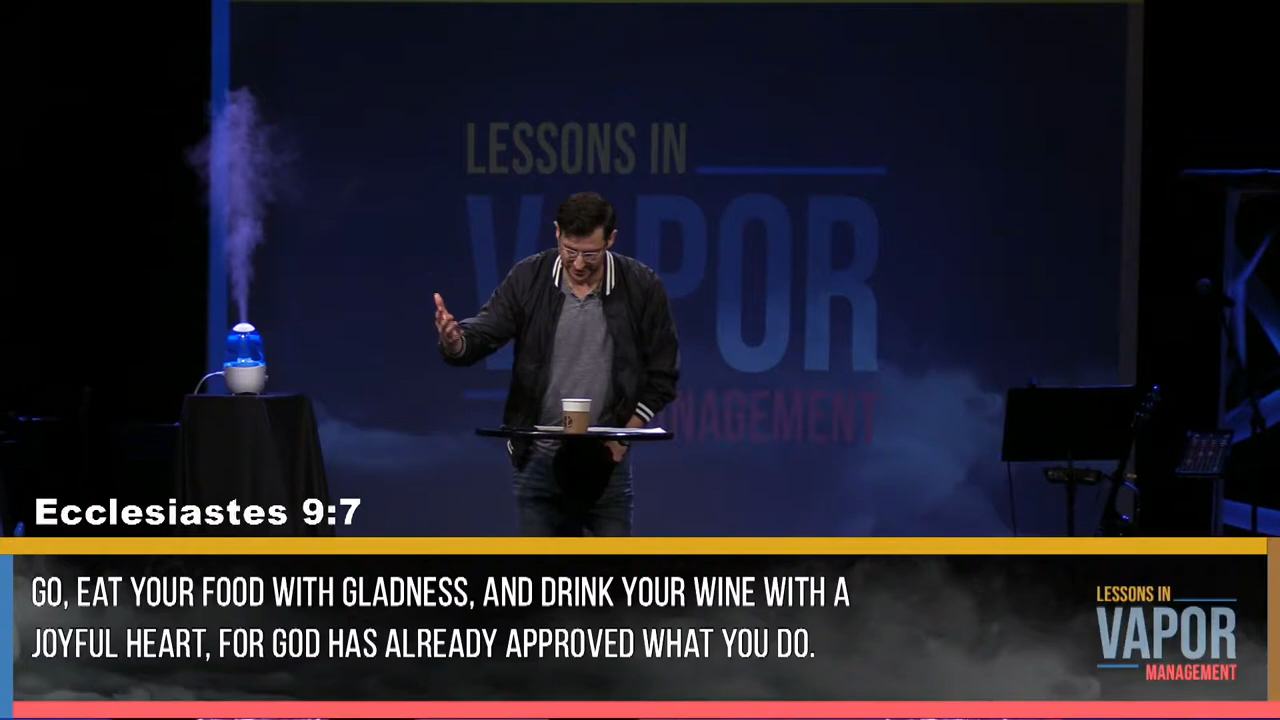 LESSONS IN
VAPOR
MANAGEMENT
Ecclesiastes 9:7
GO, EAT YOUR FOOD WITH GLADNESS, AND DRINK YOUR WINE WITH A
JOYFUL HEART, FOR GOD HAS ALREADY APPROVED WHAT YOU DO.
LESSONS IN
VAPOR
MANAGEMENT